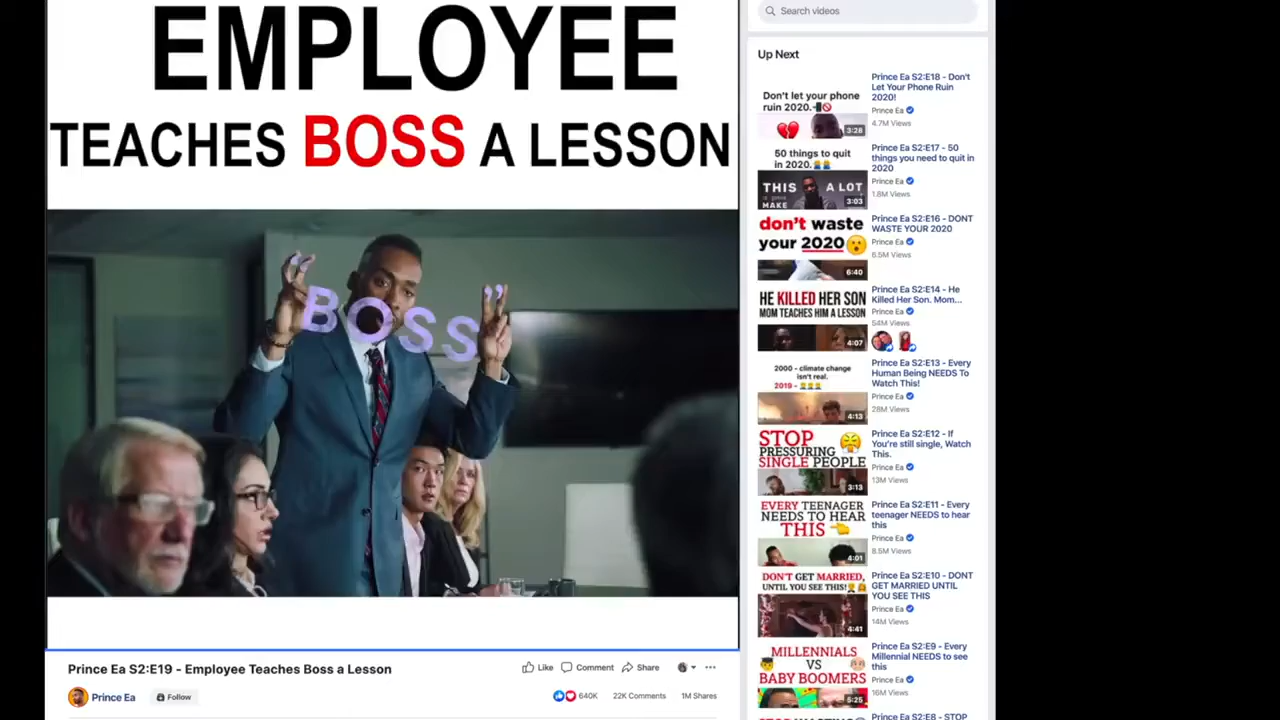 EMPLOYEE
TEACHES BOSS A LESSON
"BOSS"
Prince Ea S2:E19 - Employee Teaches Boss a Lesson
Like
Comment
Share
Prince Ea
Follow
640K
22K Comments
1M Shares
Search videos
Up Next
Don't let your phone
ruin 2020.
3:28
Prince Ea S2:E18 - Don't
Let Your Phone Ruin
2020!
Prince Ea
4.7M Views
50 things to quit
in 2020.
THIS A LOT
MAKE
3:03
Prince Ea S2:E17 - 50
things you need to quit in
2020
Prince Ea
1.8M Views
don't waste
your 2020
6:40
Prince Ea S2:E16 - DONT
WASTE YOUR 2020
Prince Ea
6.5M Views
HE KILLED HER SON
MOM TEACHES HIM A LESSON
4:07
Prince Ea S2:E14 - He
Killed Her Son. Mom...
Prince Ea
54M Views
2000 - climate change
isn't real.
2019 -
4:13
Prince Ea S2:E13 - Every
Human Being NEEDS To
Watch This!
Prince Ea
28M Views
STOP
PRESSURING
SINGLE PEOPLE
3:13
Prince Ea S2:E12 - If
You're still single, Watch
This.
Prince Ea
13M Views
EVERY TEENAGER
NEEDS TO HEAR
THIS
4:01
Prince Ea S2:E11 - Every
teenager NEEDS to hear
this
Prince Ea
8.5M Views
DON'T GET MARRIED,
UNTIL YOU SEE THIS!
4:41
Prince Ea S2:E10 - DONT
GET MARRIED UNTIL
YOU SEE THIS
Prince Ea
14M Views
MILLENNIALS
VS
BABY BOOMERS
5:25
Prince Ea S2:E9 - Every
Millennial NEEDS to see
this
Prince Ea
16M Views
Prince Ea S2:E8 - STOP